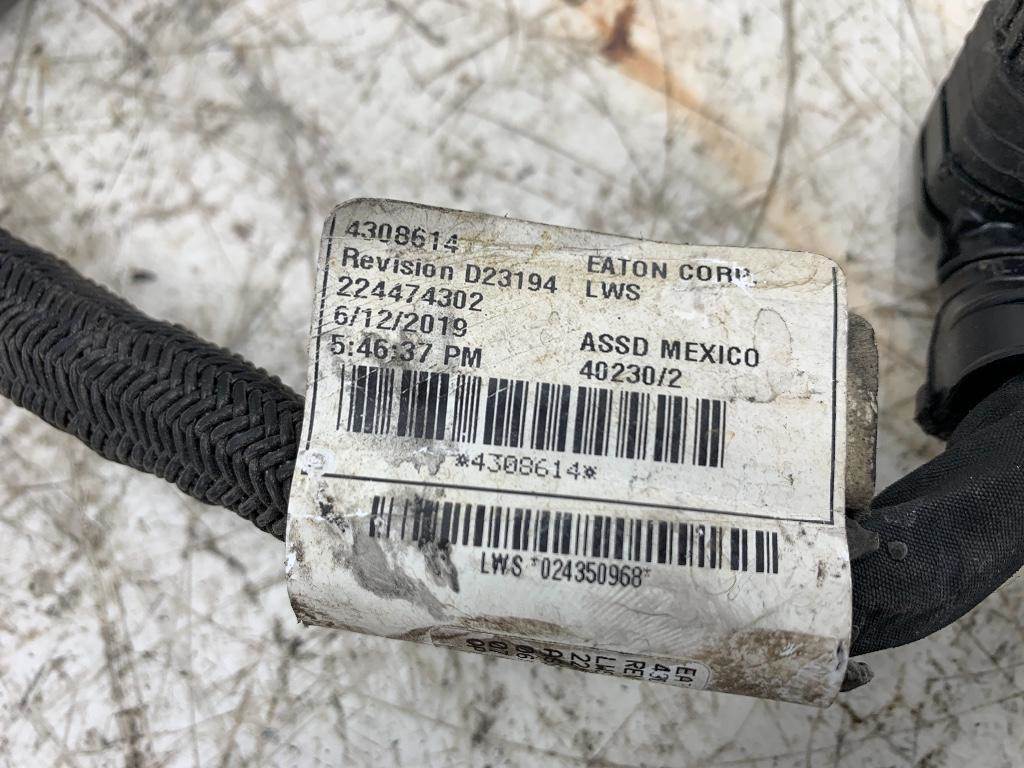 4308614
Revision D23194
EATON CORP.
224474302
LWS
6/12/2019
5:46:37 PM
ASSD MEXICO
40230/2
*4308614*
LWS *024350968*